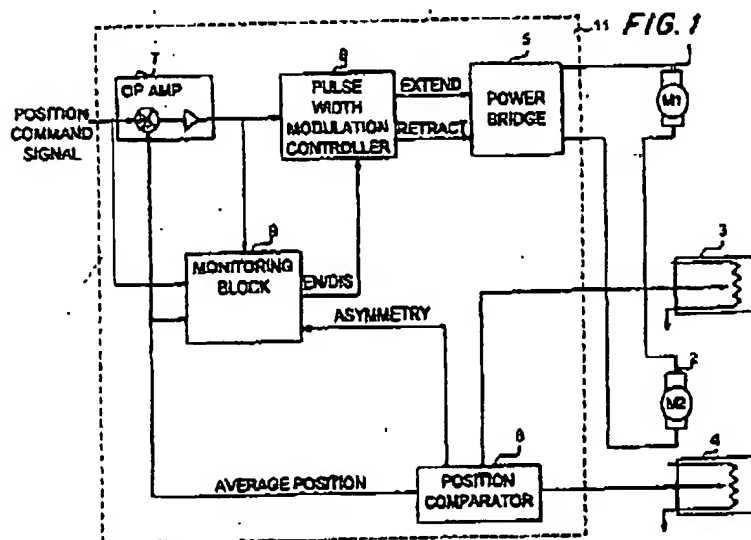 FIG. 1
11
7
5
1
OP AMP
POSITION
COMMAND
SIGNAL
PULSE
WIDTH
MODULATION
CONTROLLER
EXTEND
RETRACT
POWER
BRIDGE
M1
MONITORING
BLOCK
EN/DIS
3
ASYMMETRY
2
M2
4
AVERAGE POSITION
POSITION
COMPARATOR